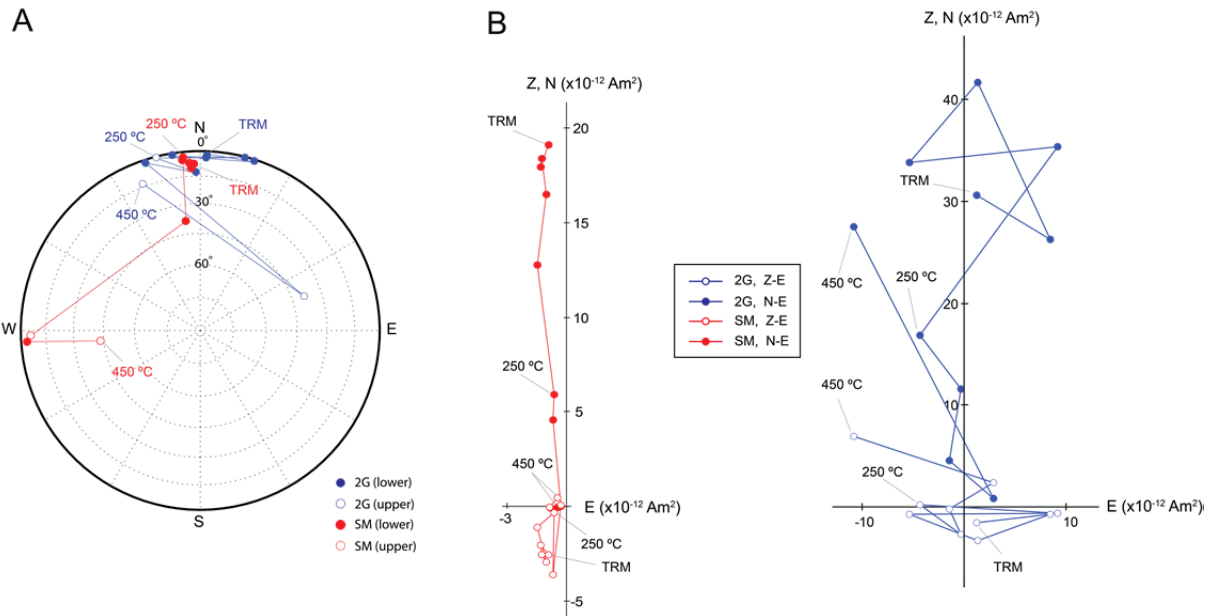 A
250 ºC
N
TRM
250 ºC
0°
TRM
450 ºC
30°
60°
W
E
450 ºC
S
2G (lower)
2G (upper)
SM (lower)
SM (upper)
B
Z, N (x10⁻¹² Am²)
TRM
20
15
10
250 ºC
5
450 ºC
-3
E (x10⁻¹² Am²)
250 ºC
TRM
-5
2G, Z-E
2G, N-E
SM, Z-E
SM, N-E
Z, N (x10⁻¹² Am²)
40
TRM
30
450 ºC
250 ºC
20
450 ºC
10
250 ºC
-10
10
E (x10⁻¹² Am²)
TRM